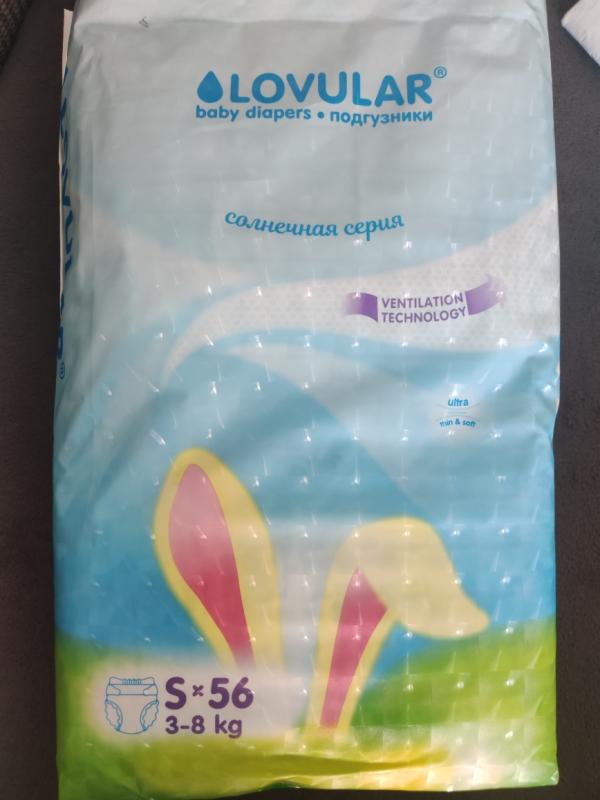 LOVULAR®
baby diapers • подгузники
солнечная серия
VENTILATION
TECHNOLOGY
ultra
thin & soft
S×56
3-8 kg